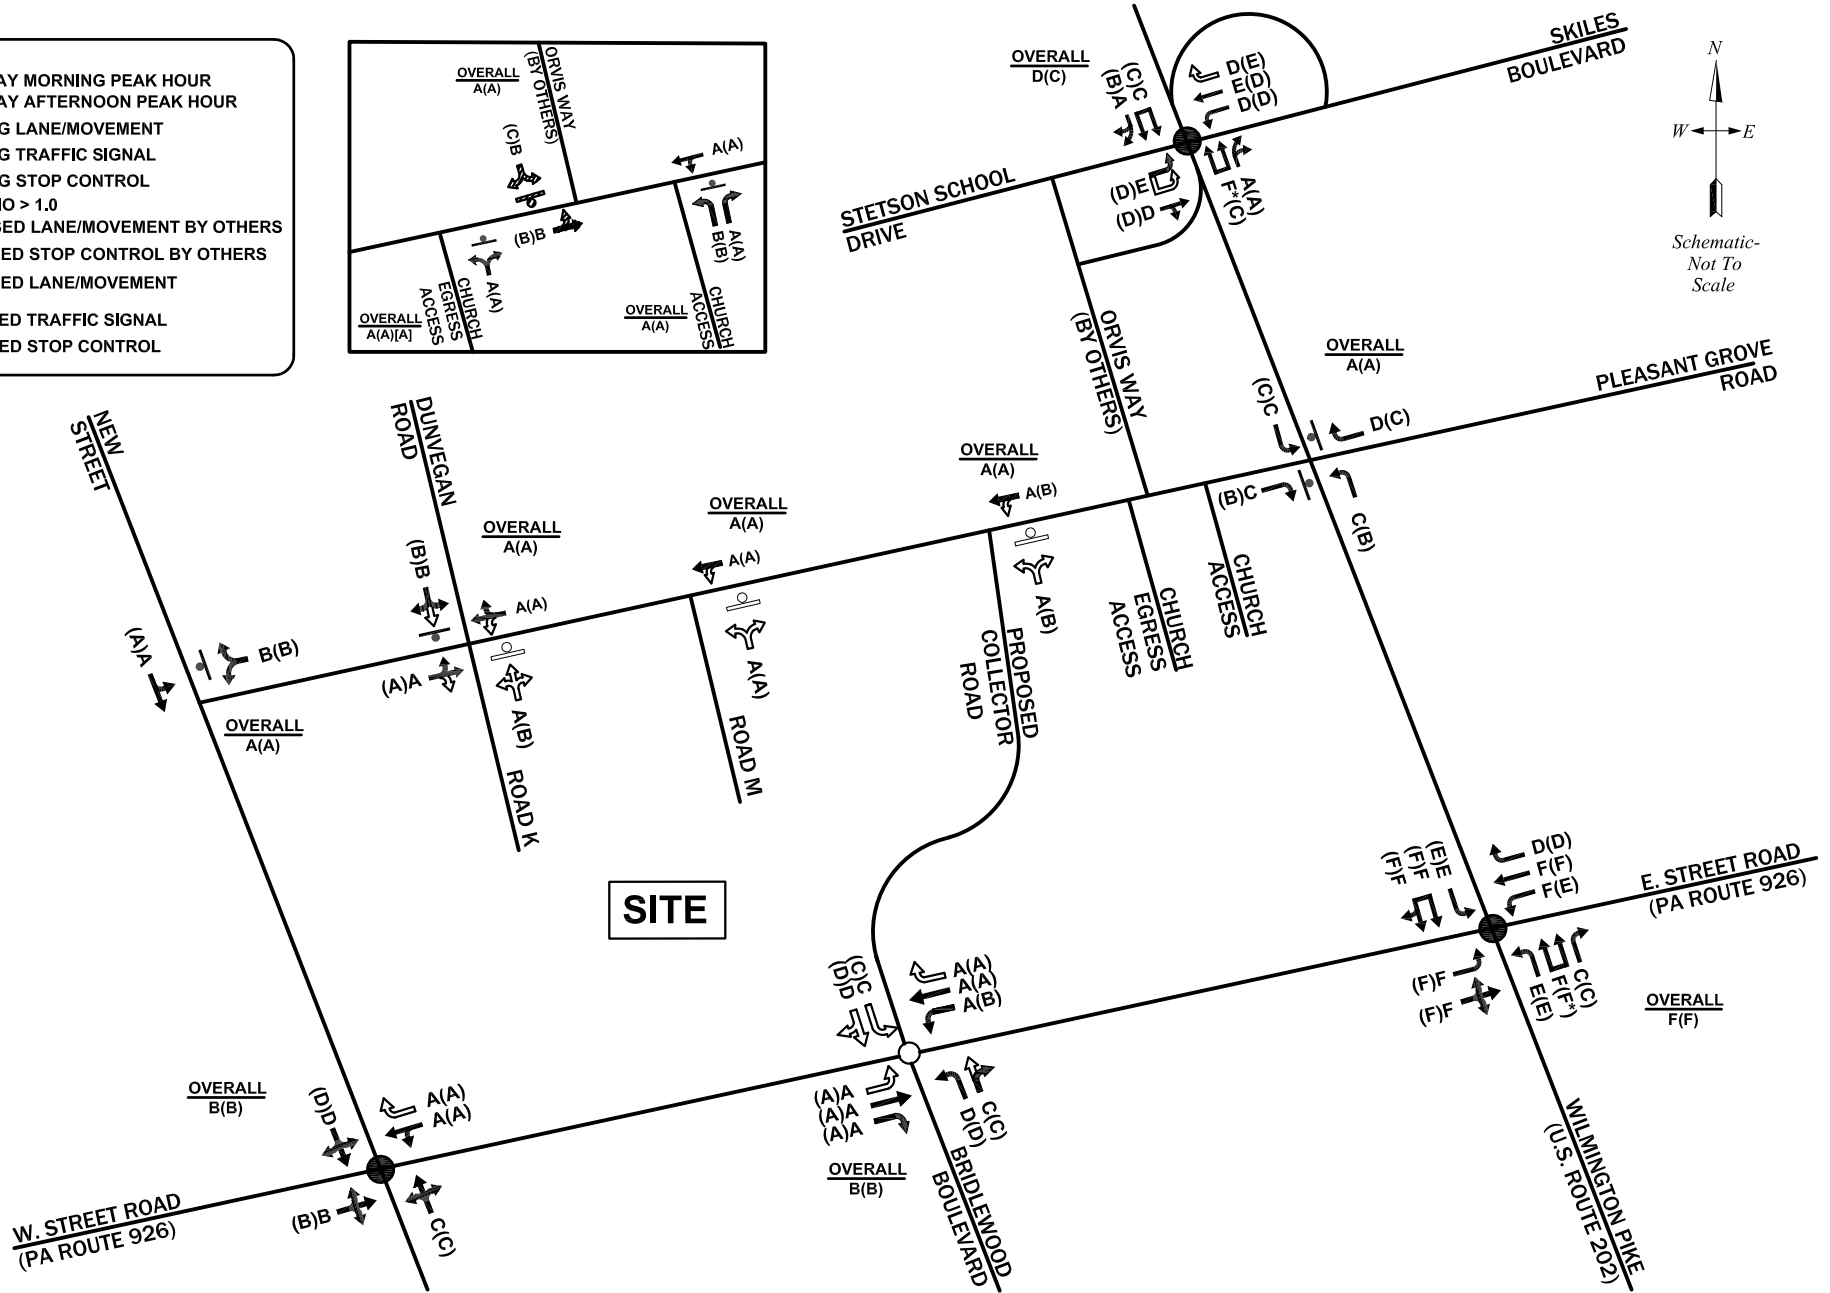 AY MORNING PEAK HOUR
AY AFTERNOON PEAK HOUR
G LANE/MOVEMENT
G TRAFFIC SIGNAL
G STOP CONTROL
IO > 1.0
SED LANE/MOVEMENT BY OTHERS
ED STOP CONTROL BY OTHERS
ED LANE/MOVEMENT
ED TRAFFIC SIGNAL
ED STOP CONTROL
OVERALL
A(A)
ORVIS WAY
(BY OTHERS)
(C)B
A(A)
(B)B
A(A)
B(B)
A(A)
CHURCH
EGRESS
ACCESS
OVERALL
A(A)[A]
OVERALL
A(A)
CHURCH
ACCESS
OVERALL
D(C)
(C)C
(B)A
D(E)
E(D)
D(D)
SKILES
BOULEVARD
N
W
E
Schematic-
Not To
Scale
STETSON SCHOOL
DRIVE
(D)E
(D)D
A(A)
F*(C)
ORVIS WAY
(BY OTHERS)
OVERALL
A(A)
PLEASANT GROVE
ROAD
(C)C
D(C)
(B)C
C(B)
NEW
STREET
DUNVEGAN
ROAD
OVERALL
A(A)
(B)B
A(A)
(A)A
A(B)
ROAD K
OVERALL
A(A)
A(A)
A(A)
ROAD M
OVERALL
A(A)
A(B)
A(B)
PROPOSED
COLLECTOR
ROAD
CHURCH
EGRESS
ACCESS
CHURCH
ACCESS
(A)A
B(B)
OVERALL
A(A)
SITE
(E)E
(F)F
(F)F
D(D)
F(F)
F(E)
E. STREET ROAD
(PA ROUTE 926)
(F)F
(F)F
C(C)
F(F*)
E(E)
OVERALL
F(F)
(C)C
(D)D
A(A)
A(A)
A(B)
(A)A
(A)A
(A)A
C(C)
D(D)
OVERALL
B(B)
BRIDLEWOOD
BOULEVARD
WILMINGTON PIKE
(U.S. ROUTE 202)
OVERALL
B(B)
(D)D
A(A)
A(A)
(B)B
C(C)
W. STREET ROAD
(PA ROUTE 926)